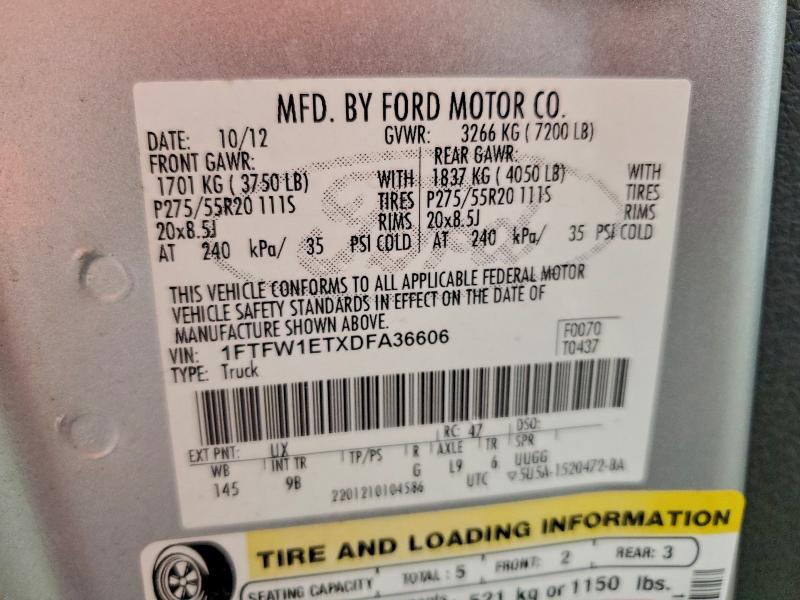 MFD. BY FORD MOTOR CO.
DATE: 10/12 GVWR: 3266 KG ( 7200 LB)
FRONT GAWR: REAR GAWR:
1701 KG ( 3750 LB) WITH 1837 KG ( 4050 LB) WITH
P275/55R20 111S TIRES P275/55R20 111S TIRES
20x8.5J RIMS 20x8.5J RIMS
AT 240 kPa/ 35 PSI COLD AT 240 kPa/ 35 PSI COLD
Ford
THIS VEHICLE CONFORMS TO ALL APPLICABLE FEDERAL MOTOR
VEHICLE SAFETY STANDARDS IN EFFECT ON THE DATE OF
MANUFACTURE SHOWN ABOVE.
VIN: 1FTFW1ETXDFA36606 F0070
TYPE: Truck T0437
EXT PNT: UX RC: 47 DSO:
WB INT TR TP/PS R AXLE TR SPR
145 9B G L9 6 UUGG
2201210104586 UTC 5U5A-1520472-BA
TIRE AND LOADING INFORMATION
SEATING CAPACITY TOTAL : 5 FRONT: 2 REAR: 3
521 kg or 1150 lbs.